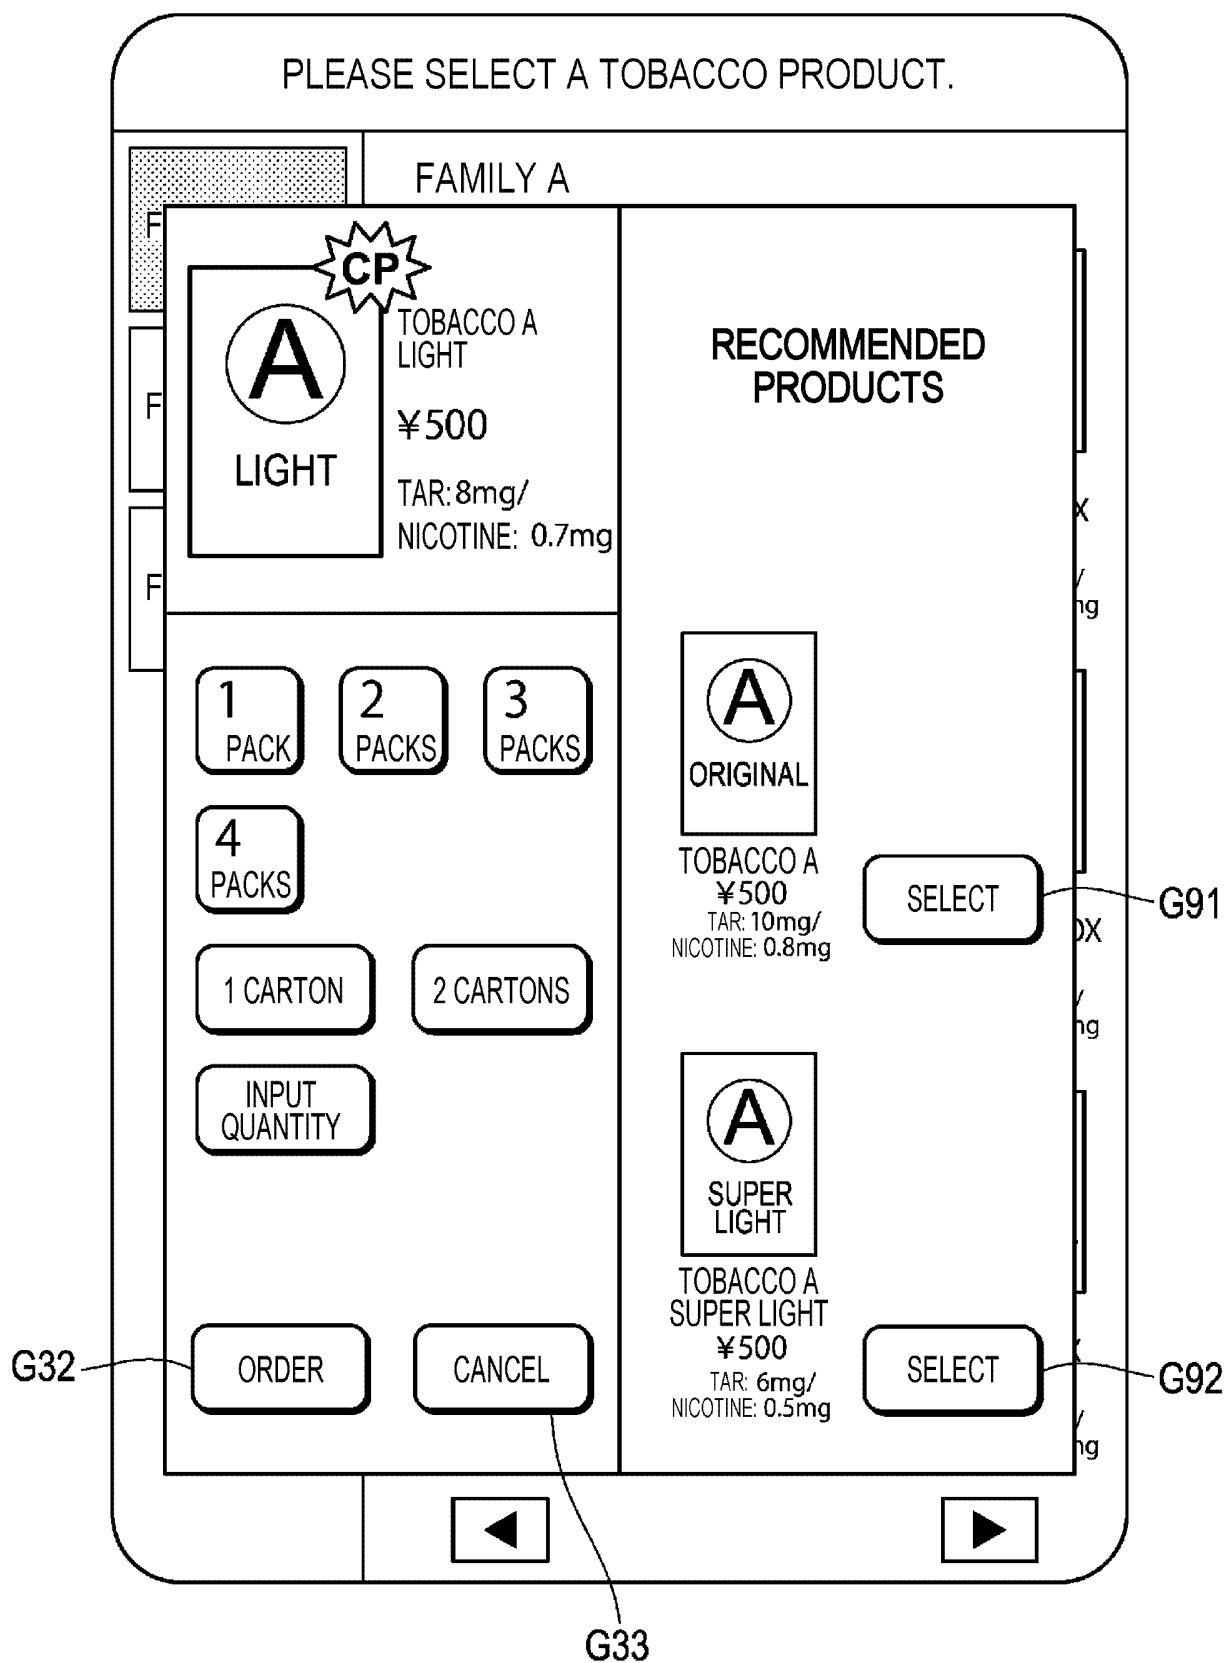 PLEASE SELECT A TOBACCO PRODUCT.
FAMILY A
F
F
F
CP
A
LIGHT
TOBACCO A
LIGHT
¥500
TAR: 8mg/
NICOTINE: 0.7mg
1
PACK
2
PACKS
3
PACKS
4
PACKS
1 CARTON
2 CARTONS
INPUT
QUANTITY
ORDER
CANCEL
G32
G33
RECOMMENDED
PRODUCTS
A
ORIGINAL
TOBACCO A
¥500
TAR: 10mg/
NICOTINE: 0.8mg
SELECT
G91
A
SUPER
LIGHT
TOBACCO A
SUPER LIGHT
¥500
TAR: 6mg/
NICOTINE: 0.5mg
SELECT
G92